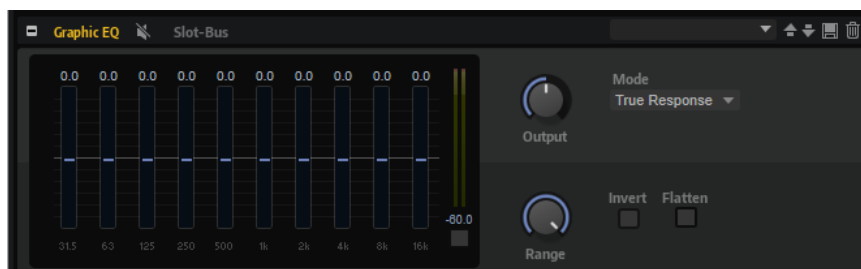 Graphic EQ Slot-Bus
0.0 0.0 0.0 0.0 0.0 0.0 0.0 0.0 0.0 0.0
Mode
True Response
Output
Invert Flatten
-60.0
31.5 63 125 250 500 1k 2k 4k 8k 16k
Range